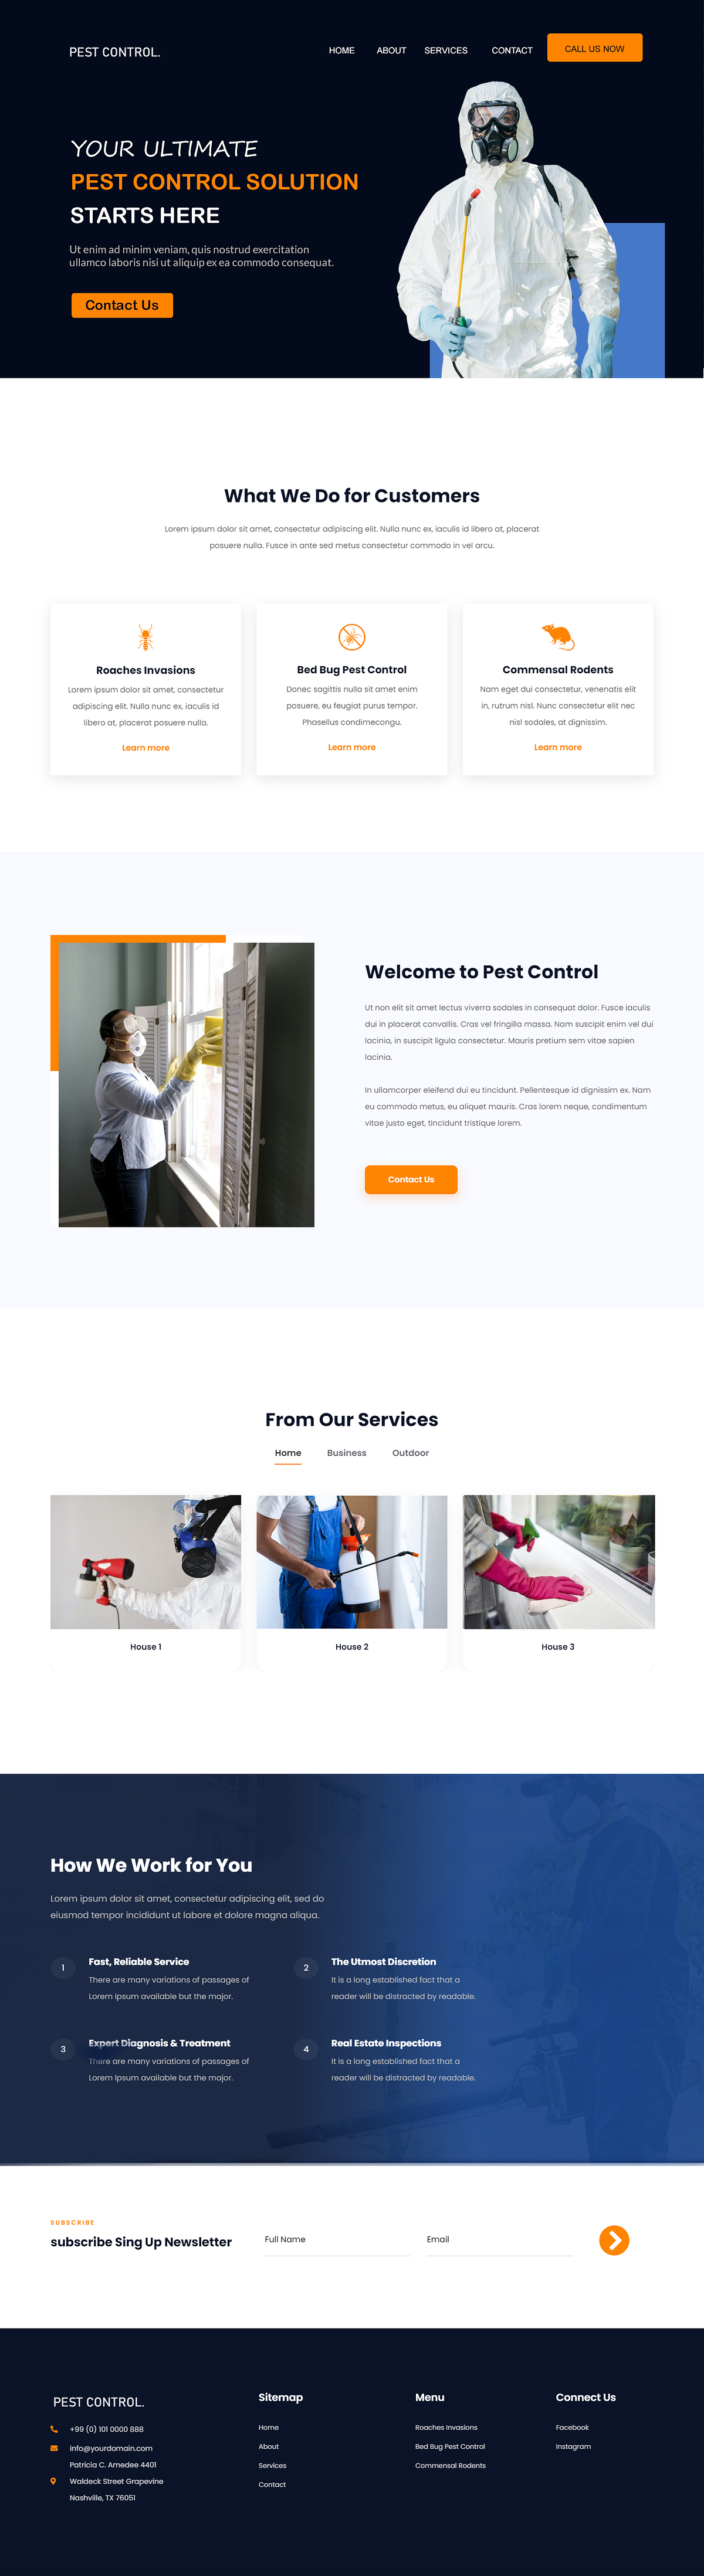 PEST CONTROL.
HOME
ABOUT
SERVICES
CONTACT
CALL US NOW
YOUR ULTIMATE
PEST CONTROL SOLUTION
STARTS HERE
Ut enim ad minim veniam, quis nostrud exercitation
ullamco laboris nisi ut aliquip ex ea commodo consequat.
Contact Us
What We Do for Customers
Lorem ipsum dolor sit amet, consectetur adipiscing elit. Nulla nunc ex, iaculis id libero at, placerat
posuere nulla. Fusce in ante sed metus consectetur commodo in vel arcu.
Roaches Invasions
Lorem ipsum dolor sit amet, consectetur
adipiscing elit. Nulla nunc ex, iaculis id
libero at, placerat posuere nulla.
Learn more
Bed Bug Pest Control
Donec sagittis nulla sit amet enim
posuere, eu feugiat purus tempor.
Phasellus condimecongu.
Learn more
Commensal Rodents
Nam eget dui consectetur, venenatis elit
in, rutrum nisl. Nunc consectetur elit nec
nisl sodales, at dignissim.
Learn more
Welcome to Pest Control
Ut non elit sit amet lectus viverra sodales in consequat dolor. Fusce iaculis
dui in placerat convallis. Cras vel fringilla massa. Nam suscipit enim vel dui
lacinia, in suscipit ligula consectetur. Mauris pretium sem vitae sapien
lacinia.
In ullamcorper eleifend dui eu tincidunt. Pellentesque id dignissim ex. Nam
eu commodo metus, eu aliquet mauris. Cras lorem neque, condimentum
vitae justo eget, tincidunt tristique lorem.
Contact Us
From Our Services
Home
Business
Outdoor
House 1
House 2
House 3
How We Work for You
Lorem ipsum dolor sit amet, consectetur adipiscing elit, sed do
eiusmod tempor incididunt ut labore et dolore magna aliqua.
1
Fast, Reliable Service
There are many variations of passages of
Lorem Ipsum available but the major.
2
The Utmost Discretion
It is a long established fact that a
reader will be distracted by readable.
3
Expert Diagnosis & Treatment
There are many variations of passages of
Lorem Ipsum available but the major.
4
Real Estate Inspections
It is a long established fact that a
reader will be distracted by readable.
SUBSCRIBE
subscribe Sing Up Newsletter
Full Name
Email
PEST CONTROL.
+99 (0) 101 0000 888
info@yourdomain.com
Patricia C. Amedee 4401
Waldeck Street Grapevine
Nashville, TX 76051
Sitemap
Home
About
Services
Contact
Menu
Roaches Invasions
Bed Bug Pest Control
Commensal Rodents
Connect Us
Facebook
Instagram